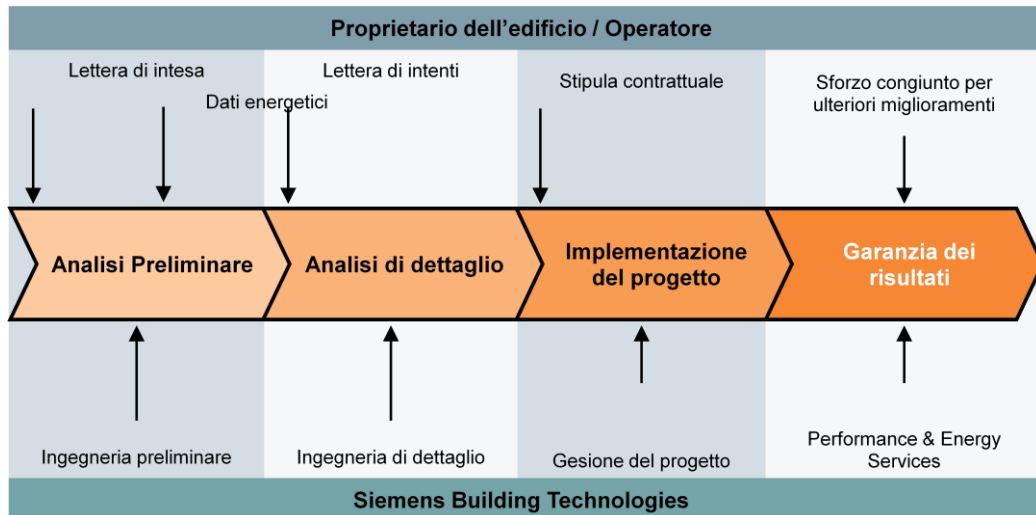 Proprietario dell'edificio / Operatore
Lettera di intesa
Lettera di intenti
Stipula contrattuale
Sforzo congiunto per
ulteriori miglioramenti
Dati energetici
Analisi Preliminare
Analisi di dettaglio
Implementazione
del progetto
Garanzia dei
risultati
Ingegneria preliminare
Ingegneria di dettaglio
Gesione del progetto
Performance & Energy
Services
Siemens Building Technologies